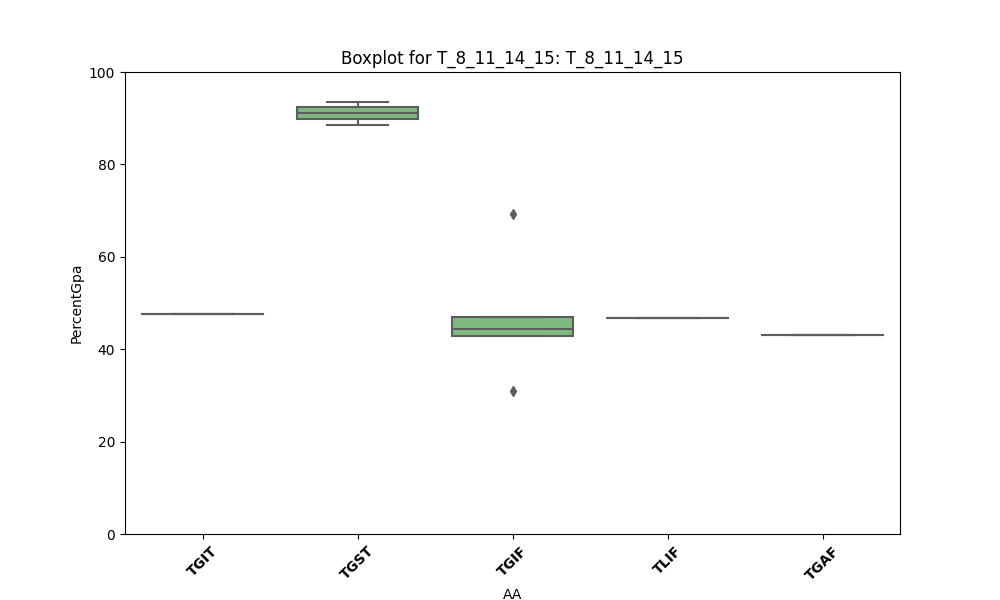 Boxplot for T_8_11_14_15: T_8_11_14_15
100
80
60
40
20
0
PercentGpa
TGIT
TGST
TGIF
TLIF
TGAF
AA